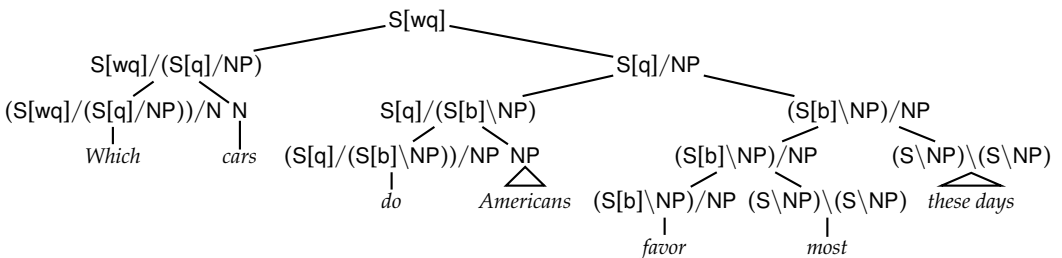 S[wq]
S[wq]/(S[q]/NP) S[q]/NP
(S[wq]/(S[q]/NP))/N N S[q]/(S[b]\NP) (S[b]\NP)/NP
Which cars (S[q]/(S[b]\NP))/NP NP (S[b]\NP)/NP (S\NP)\(S\NP)
do Americans (S[b]\NP)/NP (S\NP)\(S\NP) these days
favor most